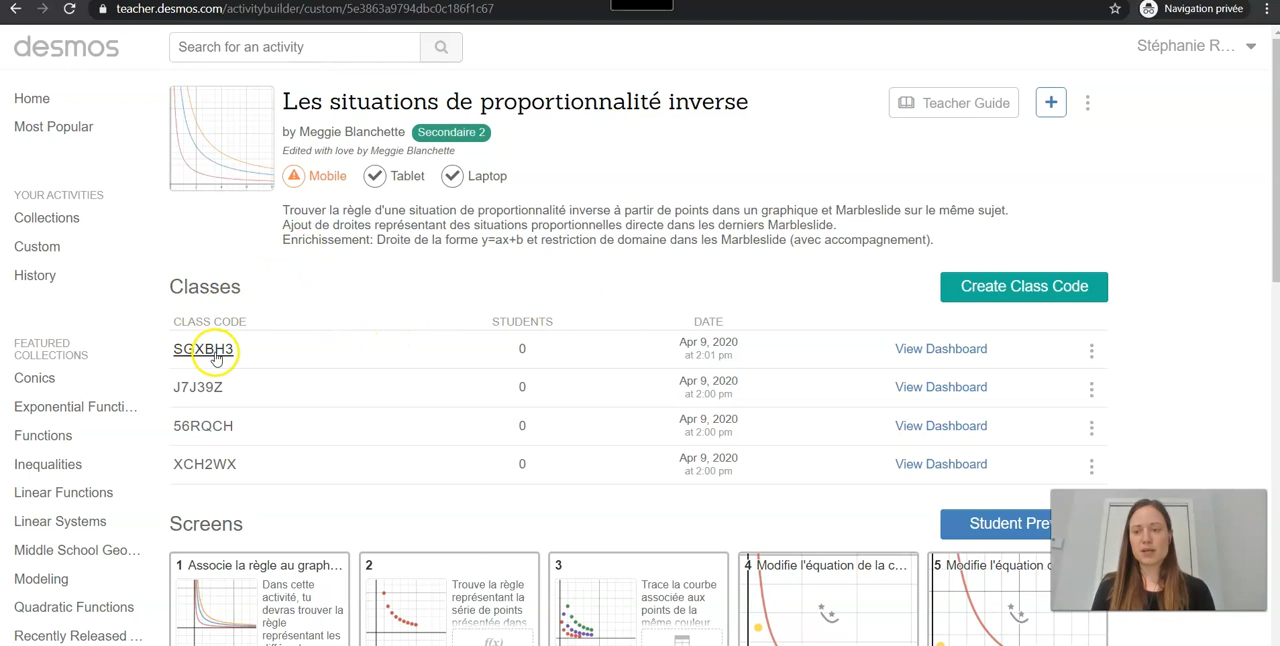 teacher.desmos.com/activitybuilder/custom/5e3863a9794dbc0c186f1c67
Navigation privée
desmos
Search for an activity
Stéphanie R...
Home
Most Popular
YOUR ACTIVITIES
Collections
Custom
History
FEATURED
COLLECTIONS
Conics
Exponential Functi...
Functions
Inequalities
Linear Functions
Linear Systems
Middle School Geo...
Modeling
Quadratic Functions
Recently Released ...
Les situations de proportionnalité inverse
Teacher Guide
+
by Meggie Blanchette Secondaire 2
Edited with love by Meggie Blanchette
Mobile Tablet Laptop
Trouver la règle d'une situation de proportionnalité inverse à partir de points dans un graphique et Marbleslide sur le même sujet.
Ajout de droites représentant des situations proportionnelles directe dans les derniers Marbleslide.
Enrichissement: Droite de la forme y=ax+b et restriction de domaine dans les Marbleslide (avec accompagnement).
Classes
Create Class Code
CLASS CODE STUDENTS DATE
SGXBH3 0 Apr 9, 2020 View Dashboard
at 2:01 pm
J7J39Z 0 Apr 9, 2020 View Dashboard
at 2:00 pm
56RQCH 0 Apr 9, 2020 View Dashboard
at 2:00 pm
XCH2WX 0 Apr 9, 2020 View Dashboard
at 2:00 pm
Screens
Student Pre
1 Associe la règle au graph...
Dans cette
activité, tu
devras trouver la
règle
représentant les
2
Trouve la règle
représentant la
série de points
présentée dans
f(x)
3
Trace la courbe
associée aux
points de la
même couleur
4 Modifie l'équation de la c...
5 Modifie l'équation